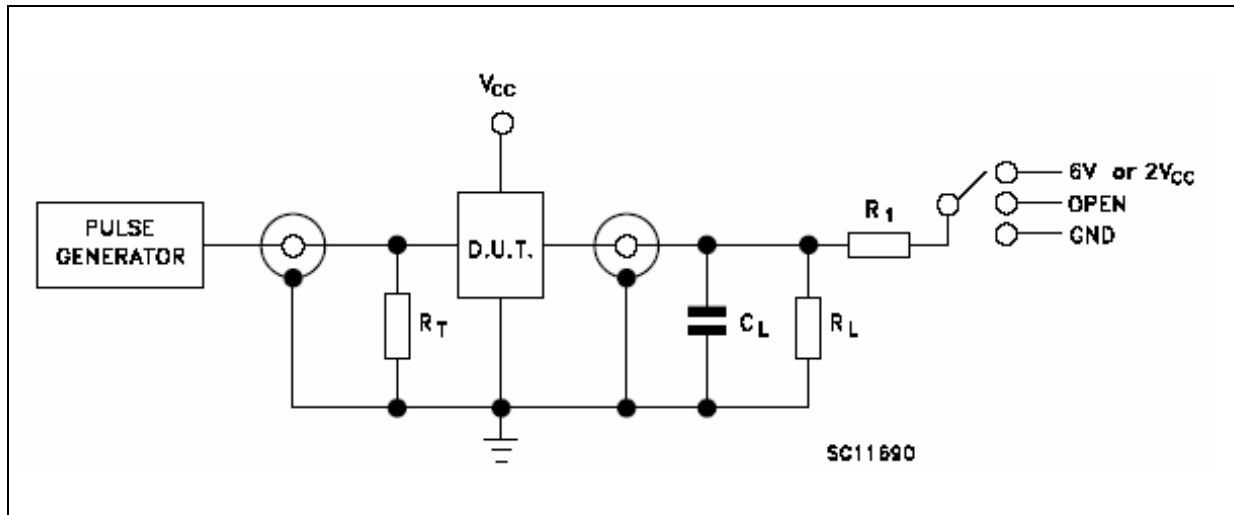 VCC
6V or 2VCC
OPEN
GND
R1
PULSE
GENERATOR
D.U.T.
RT
CL
RL
SC11690